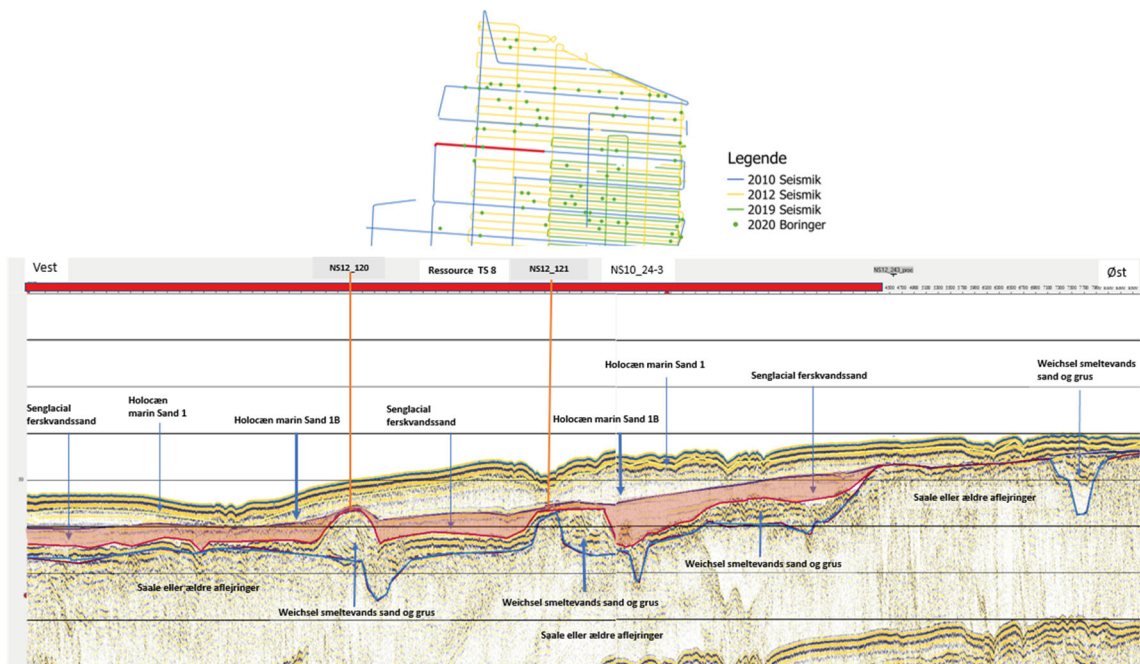 Legende
2010 Seismik
2012 Seismik
2019 Seismik
2020 Boringer
Vest
NS12_120
Ressource TS 8
NS12_121
NS10_24-3
Øst
Holocæn marin Sand 1
Weichsel smeltevands
sand og grus
Senglacial ferskvandssand
Senglacial
ferskvandssand
Holocæn
marin Sand 1
Holocæn marin Sand 1B
Senglacial
ferskvandssand
Holocæn marin Sand 1B
Saale eller ældre aflejringer
Weichsel smeltevands sand og grus
Saale eller ældre aflejringer
Weichsel smeltevands sand og grus
Weichsel smeltevands sand og grus
Saale eller ældre aflejringer